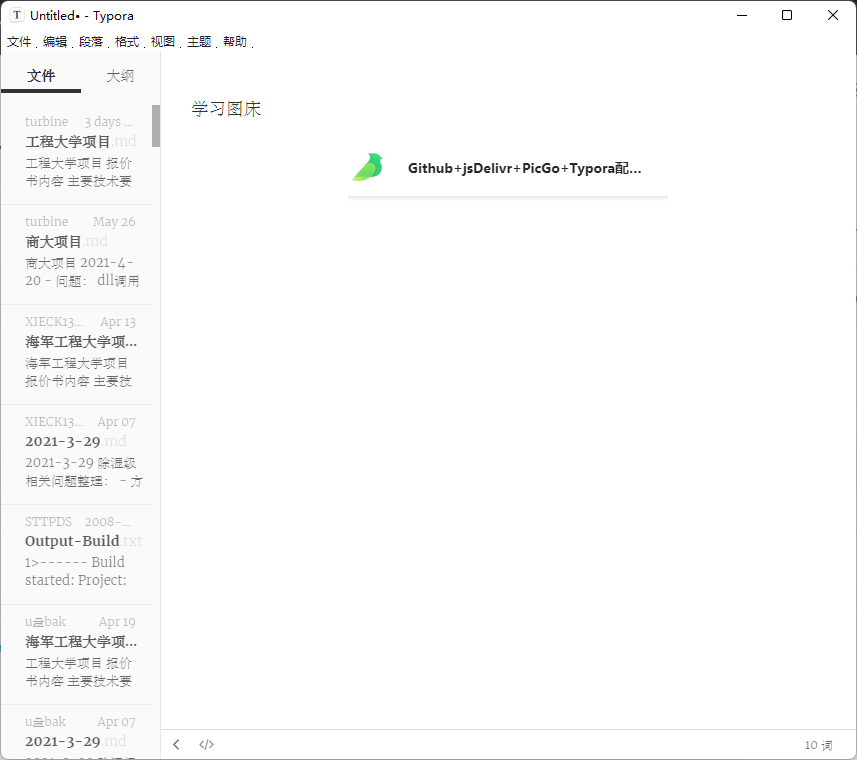 T Untitled• - Typora
文件 编辑 段落 格式 视图 主题 帮助
文件 大纲
turbine 3 days ...
工程大学项目.md
工程大学项目 报价
书内容 主要技术要
turbine May 26
商大项目.md
商大项目 2021-4-
20 - 问题： dll调用
XIECK13... Apr 13
海军工程大学项...
海军工程大学项目
报价书内容 主要技
XIECK13... Apr 07
2021-3-29.md
2021-3-29 除湿级
相关问题整理： - 方
STTPDS 2008-...
Output-Build.txt
1>------ Build
started: Project:
u盘bak Apr 19
海军工程大学项...
工程大学项目 报价
书内容 主要技术要
u盘bak Apr 07
2021-3-29.md
学习图床
Github+jsDelivr+PicGo+Typora配...
</> 10 词